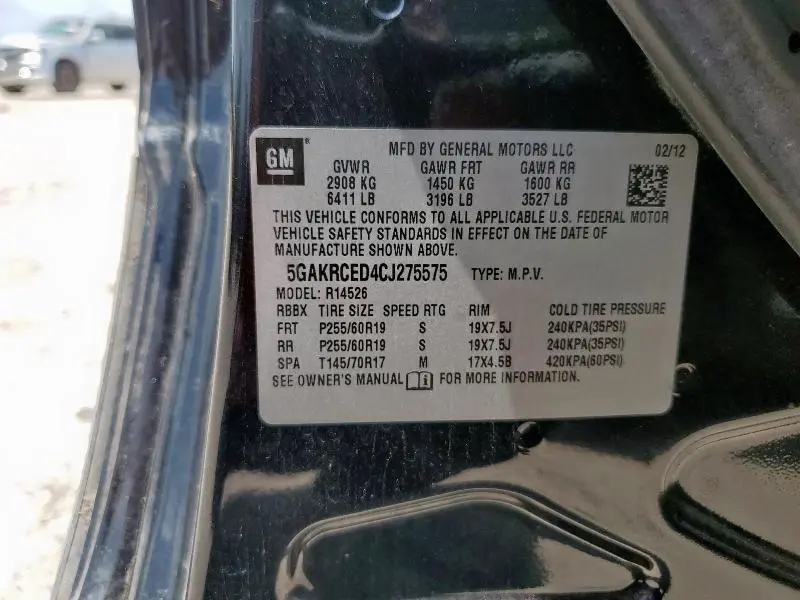 GM ® MFD BY GENERAL MOTORS LLC 02/12
GVWR GAWR FRT GAWR RR
2908 KG 1450 KG 1600 KG
6411 LB 3196 LB 3527 LB
THIS VEHICLE CONFORMS TO ALL APPLICABLE U.S. FEDERAL MOTOR
VEHICLE SAFETY STANDARDS IN EFFECT ON THE DATE OF
MANUFACTURE SHOWN ABOVE.
5GAKRCED4CJ275575 TYPE: M.P.V.
MODEL: R14526
RBBX TIRE SIZE SPEED RTG RIM COLD TIRE PRESSURE
FRT P255/60R19 S 19X7.5J 240KPA(35PSI)
RR P255/60R19 S 19X7.5J 240KPA(35PSI)
SPA T145/70R17 M 17X4.5B 420KPA(60PSI)
SEE OWNER'S MANUAL FOR MORE INFORMATION.